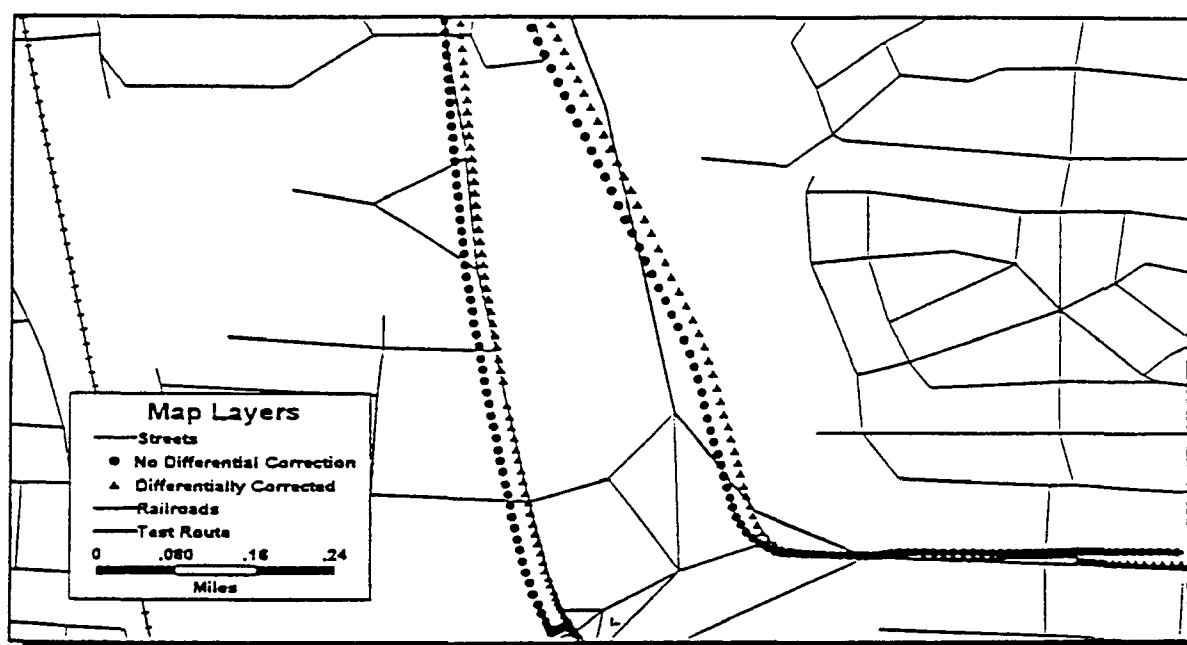 Map Layers
Streets
No Differential Correction
Differentially Corrected
Railroads
Test Route
0 .080 .16 .24
Miles